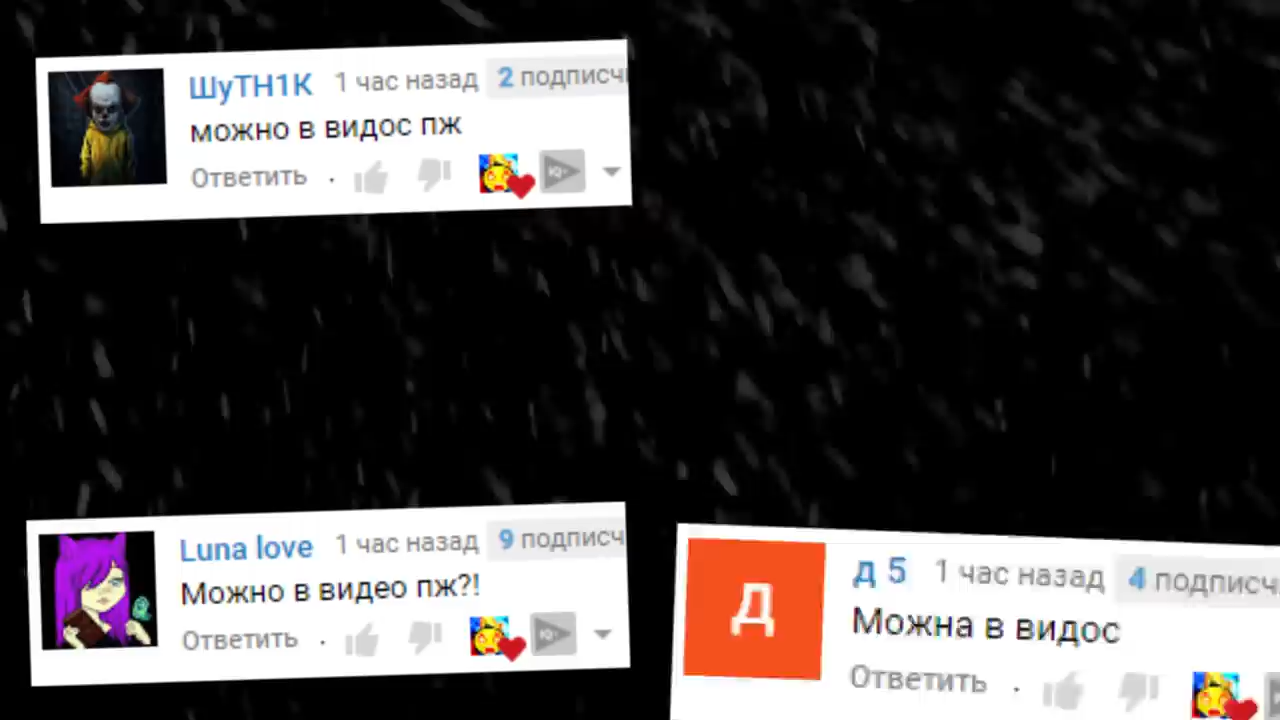 ШуТН1К 1 час назад 2 подписч
можно в видос пж
Ответить
Luna love 1 час назад 9 подписч
Можно в видео пж?!
Ответить
Д
д 5 1 час назад 4 подписч
Можна в видос
Ответить